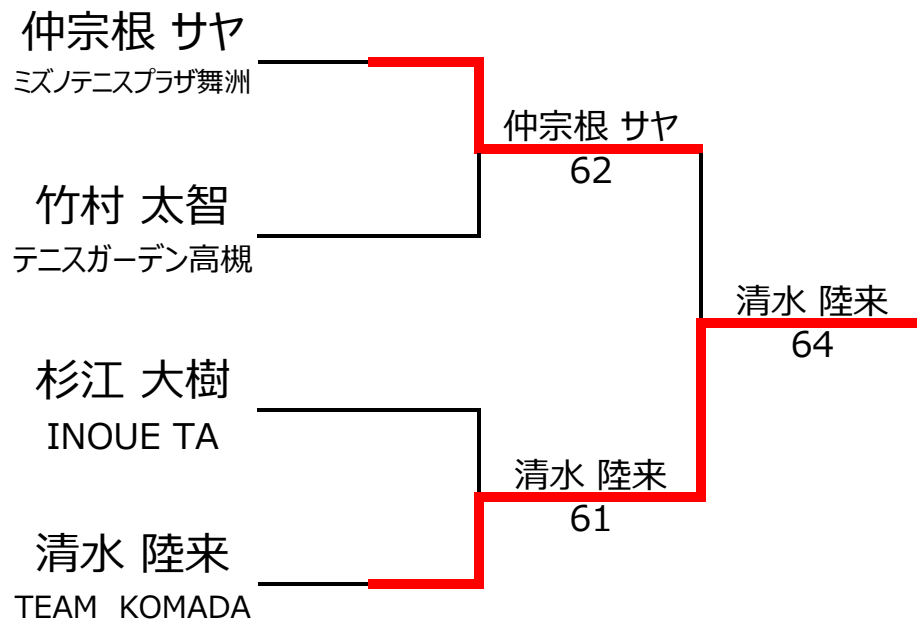 仲宗根 サヤ
ミズノテニスプラザ舞洲
仲宗根 サヤ
62
竹村 太智
テニスガーデン高槻
清水 陸来
64
杉江 大樹
INOUE TA
清水 陸来
61
清水 陸来
TEAM KOMADA